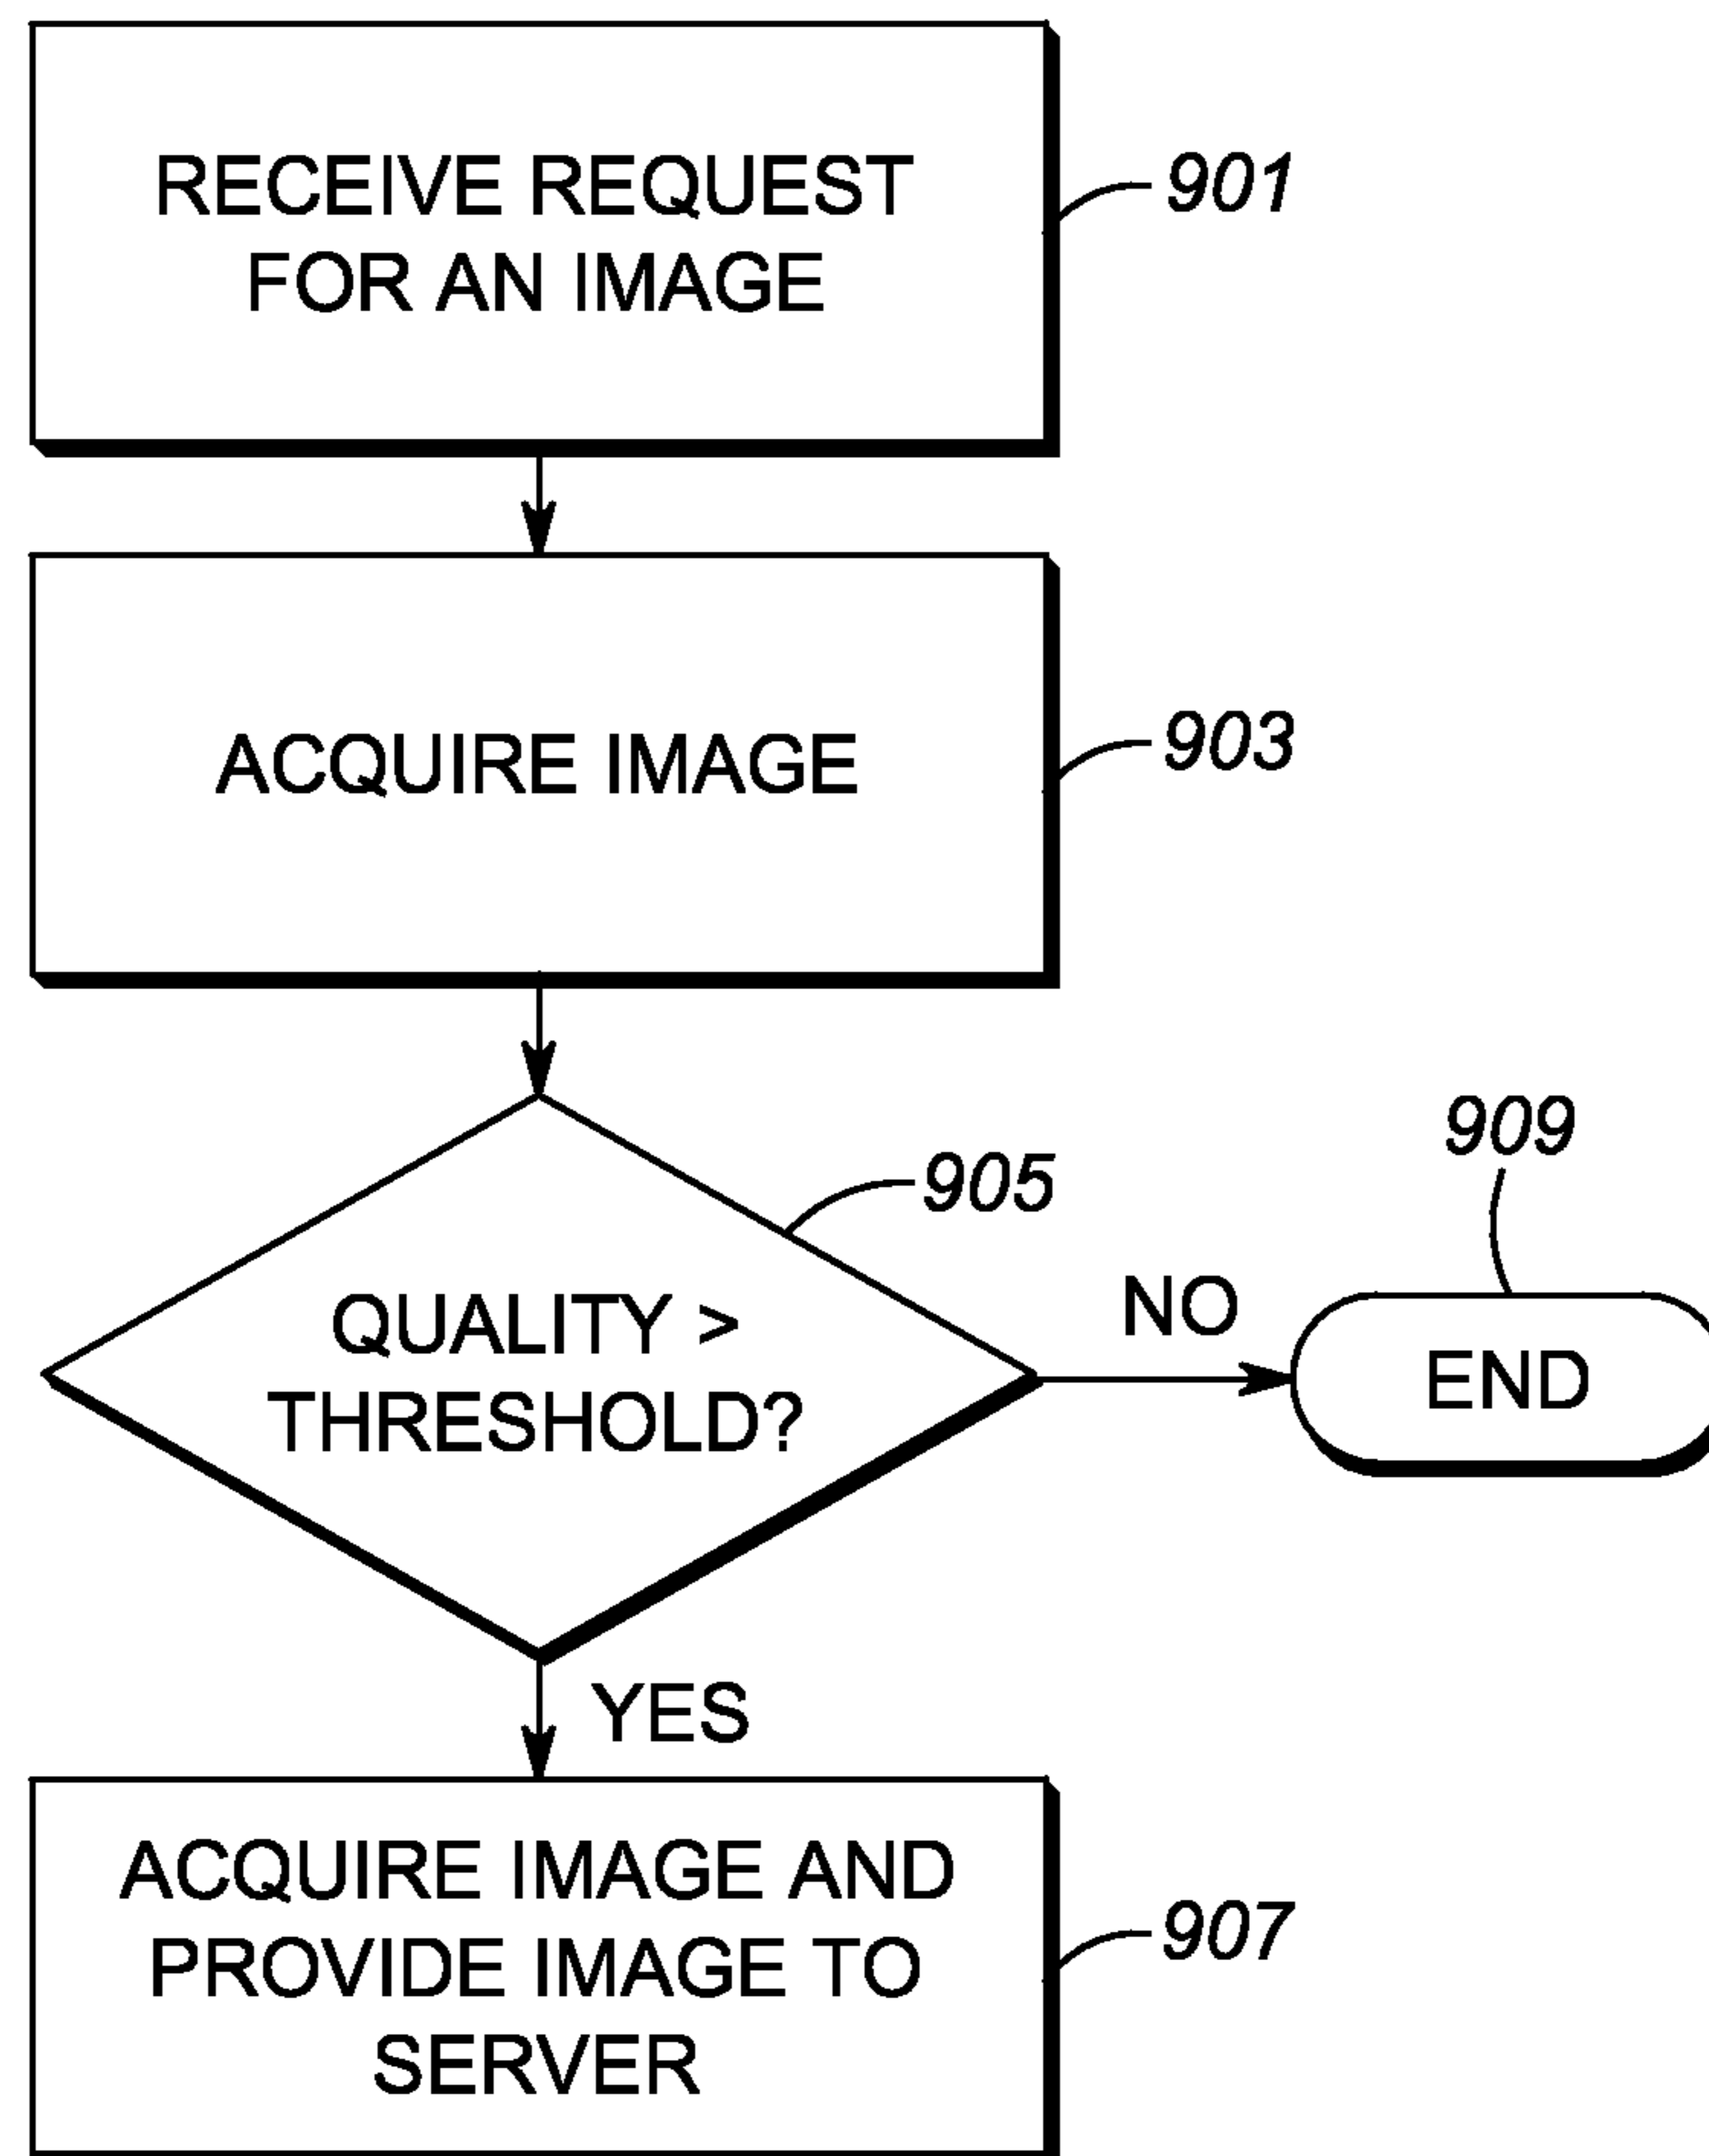 RECEIVE REQUEST
FOR AN IMAGE
901
ACQUIRE IMAGE
903
905
909
QUALITY >
THRESHOLD?
NO
END
YES
ACQUIRE IMAGE AND
PROVIDE IMAGE TO
SERVER
907